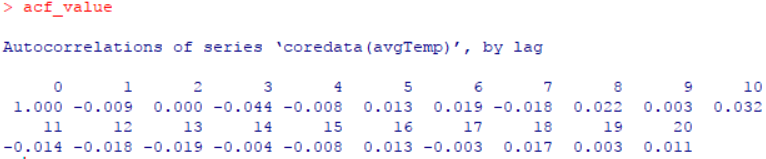 > acf_value
Autocorrelations of series ‘coredata(avgTemp)’, by lag
0 1 2 3 4 5 6 7 8 9 10
1.000 -0.009 0.000 -0.044 -0.008 0.013 0.019 -0.018 0.022 0.003 0.032
11 12 13 14 15 16 17 18 19 20
-0.014 -0.018 -0.019 -0.004 -0.008 0.013 -0.003 0.017 0.003 0.011